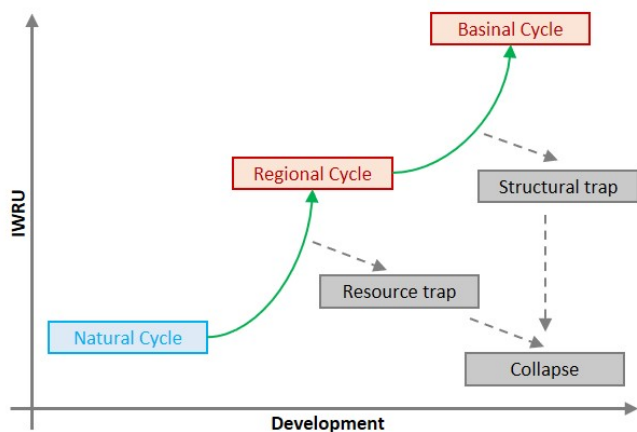 Basinal Cycle
Regional Cycle
Structural trap
IWRU
Resource trap
Natural Cycle
Collapse
Development